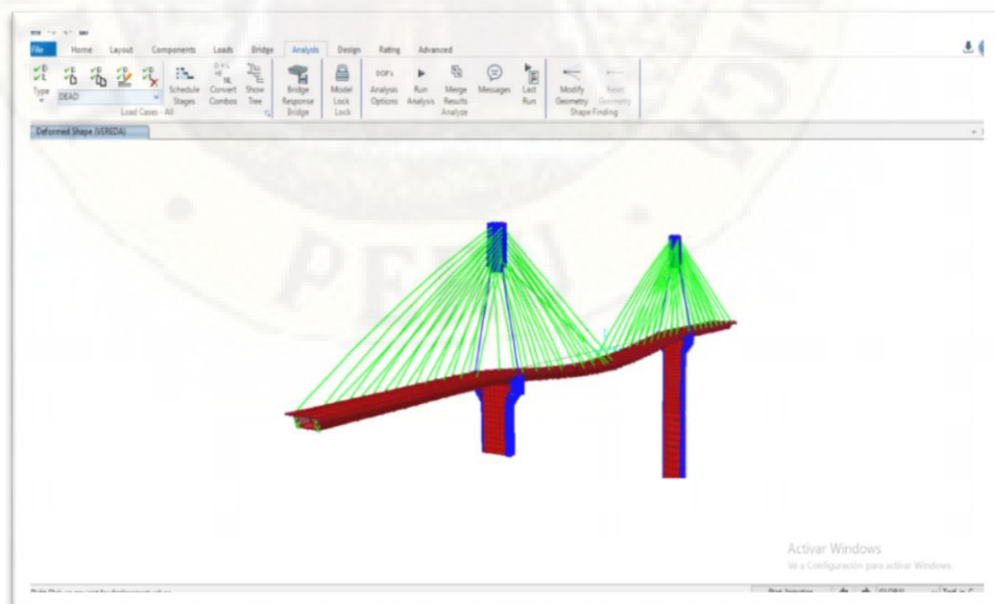 File Home Layout Components Loads Bridge Analysis Design Rating Advanced
Type
DEAD
Schedule Stages
Convert Combos
Show Tree
Bridge Response
Model Lock
DOF's
Analysis Options
Run Analysis
Merge Results
Messages
Last Run
Modify Geometry
Reset Geometry
Load Cases - All
Bridge
Lock
Analyze
Shape Finding
Deformed Shape (VEREDA)
PERU
Activar Windows
Ve a Configuración para activar Windows.
GLOBAL